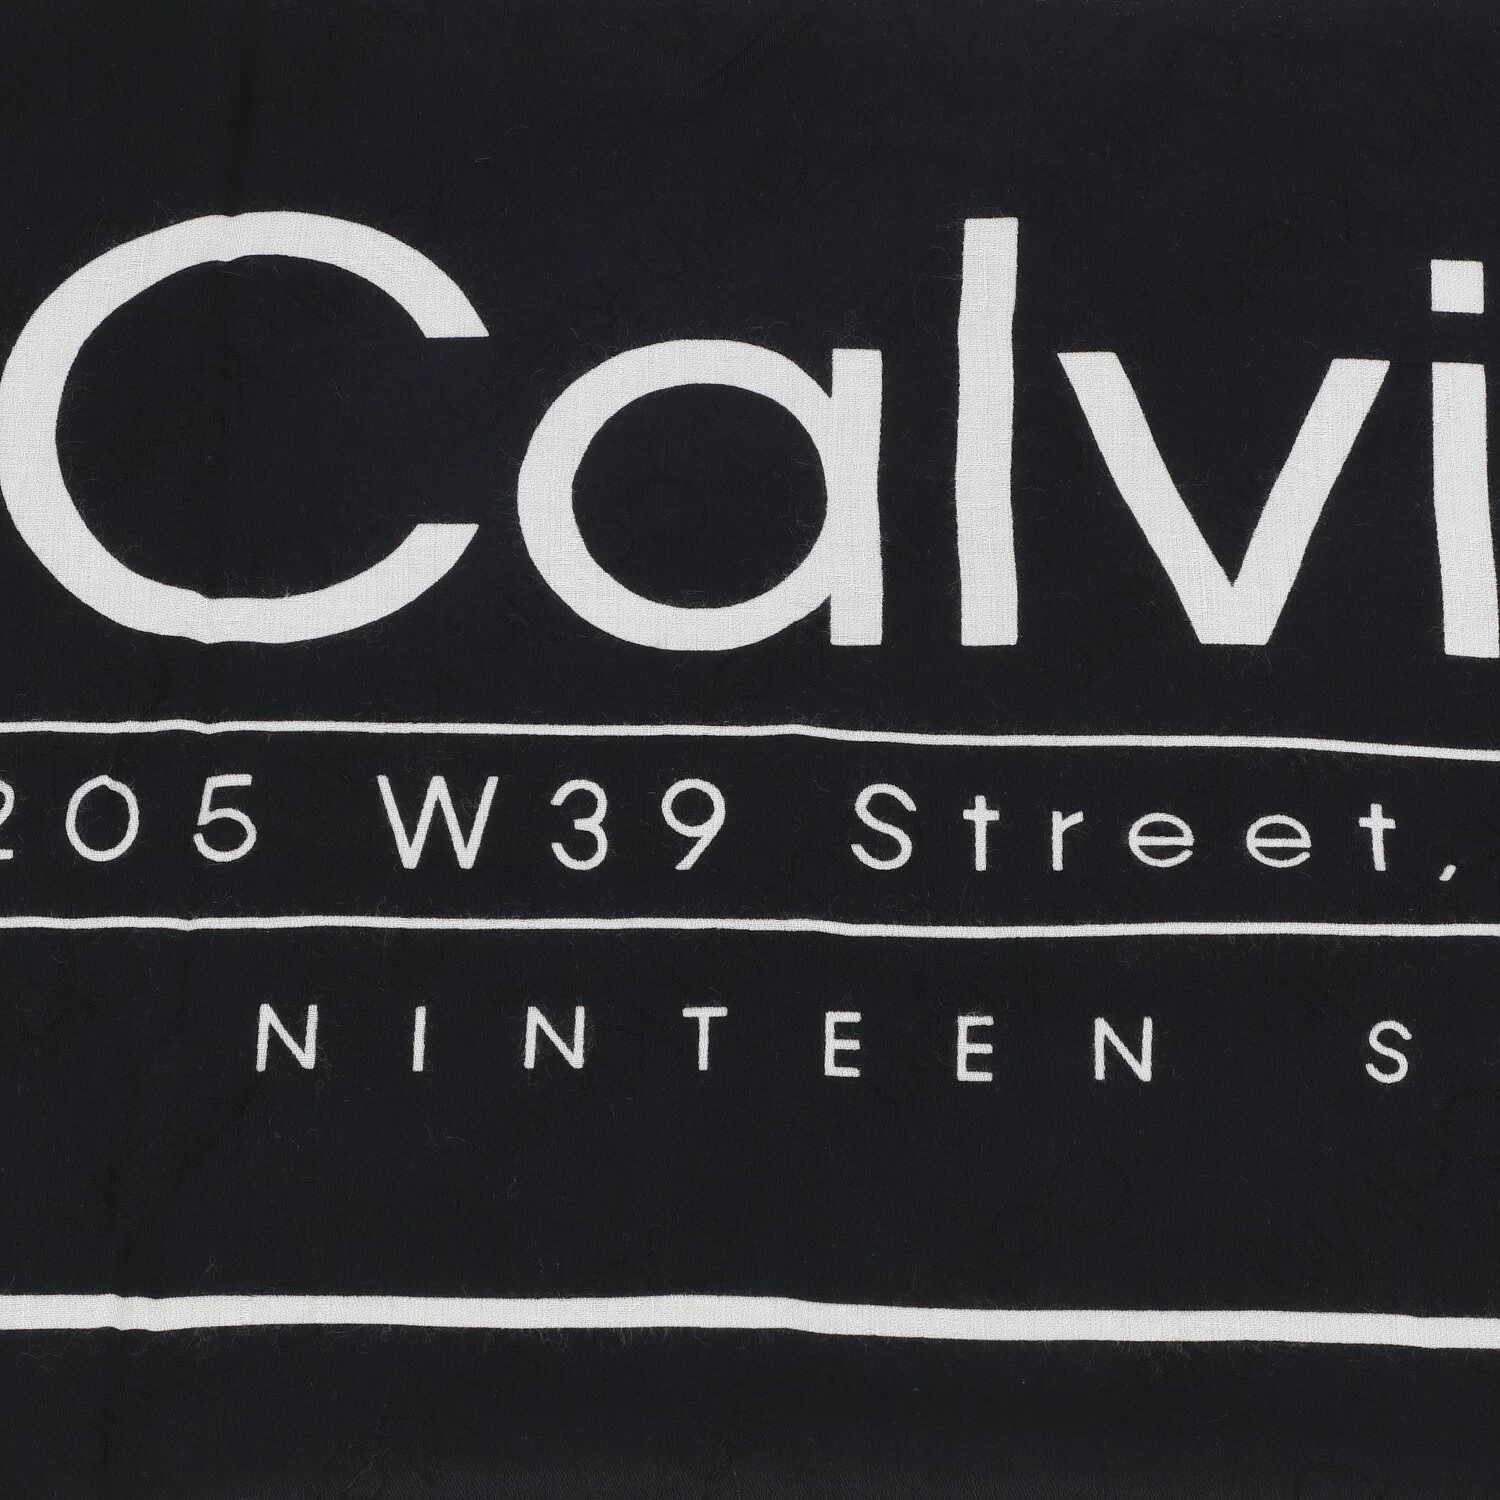 Calvi
205 W39 Street,
NINTEEN S